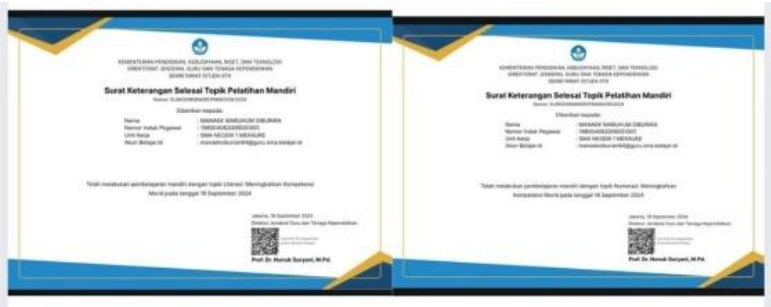 KEMENTERIAN PENDIDIKAN, KEBUDAYAAN, RISET, DAN TEKNOLOGI
DIREKTORAT JENDERAL GURU DAN TENAGA KEPENDIDIKAN
SEKRETARIAT DITJEN GTK
Surat Keterangan Selesai Topik Pelatihan Mandiri
Nomor:
Diberikan kepada:
Nama : MANAEK MARUHUM
Nomor Induk Pegawai :
Unit Kerja : SMA NEGERI 1 MERAUKE
Akun Belajar.id :
Telah melakukan pembelajaran mandiri dengan topik Literasi: Meningkatkan Kompetensi
Murid pada tanggal 18 September 2024
Jakarta, 18 September 2024
Direktur Jenderal Guru dan Tenaga Kependidikan
Prof. Dr. Nunuk Suryani, M.Pd.
KEMENTERIAN PENDIDIKAN, KEBUDAYAAN, RISET, DAN TEKNOLOGI
DIREKTORAT JENDERAL GURU DAN TENAGA KEPENDIDIKAN
SEKRETARIAT DITJEN GTK
Surat Keterangan Selesai Topik Pelatihan Mandiri
Nomor:
Diberikan kepada:
Nama : MANAEK MARUHUM
Nomor Induk Pegawai :
Unit Kerja : SMA NEGERI 1 MERAUKE
Akun Belajar.id :
Telah melakukan pembelajaran mandiri dengan topik Numerasi: Meningkatkan
Kompetensi Murid pada tanggal 18 September 2024
Jakarta, 18 September 2024
Direktur Jenderal Guru dan Tenaga Kependidikan
Prof. Dr. Nunuk Suryani, M.Pd.